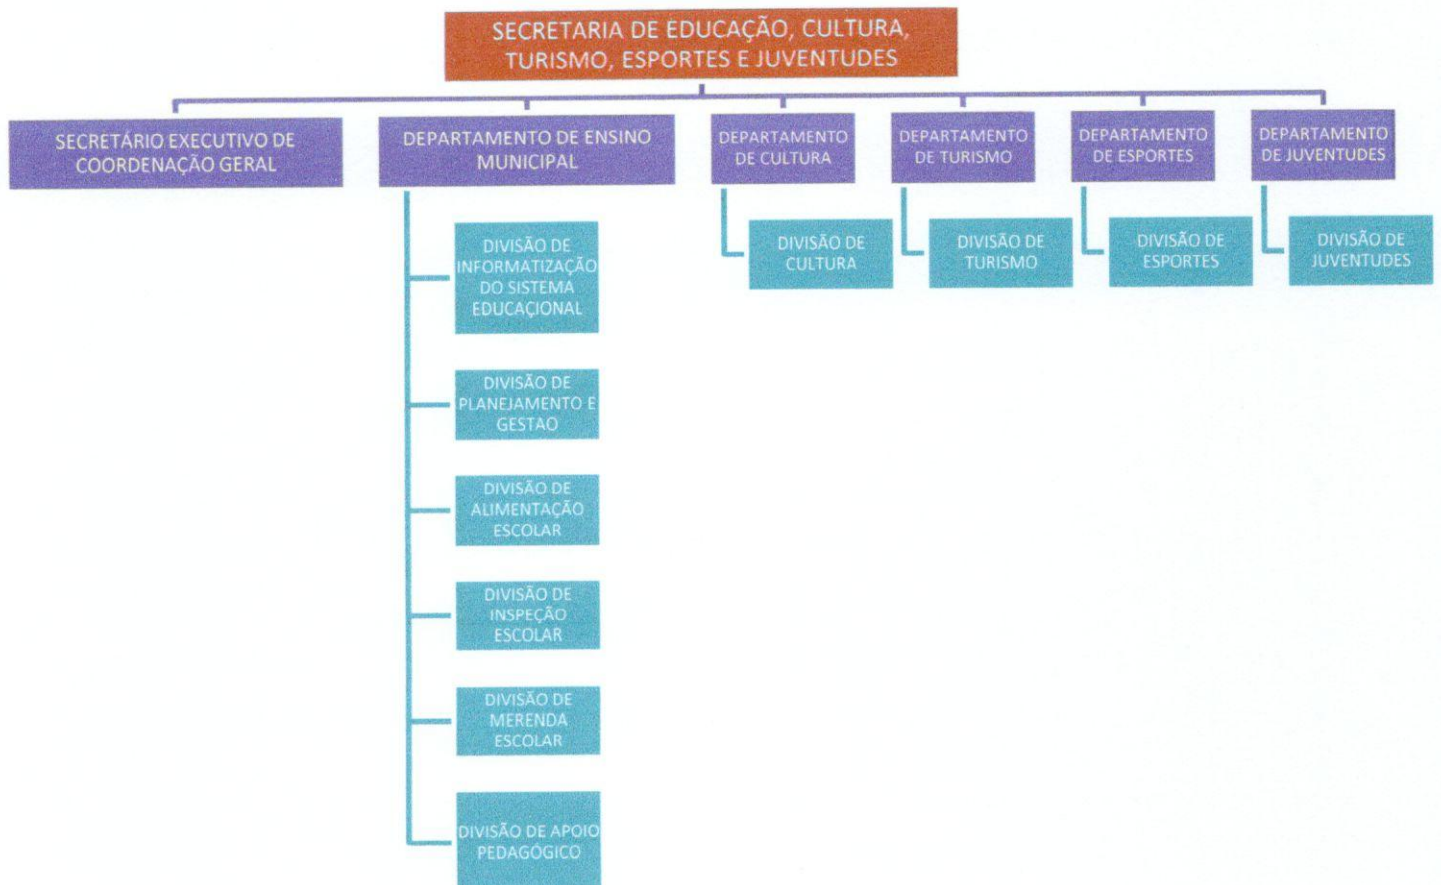 SECRETARIA DE EDUCAÇÃO, CULTURA,
TURISMO, ESPORTES E JUVENTUDES
SECRETÁRIO EXECUTIVO DE
COORDENAÇÃO GERAL
DEPARTAMENTO DE ENSINO
MUNICIPAL
DEPARTAMENTO
DE CULTURA
DEPARTAMENTO
DE TURISMO
DEPARTAMENTO
DE ESPORTES
DEPARTAMENTO
DE JUVENTUDES
DIVISÃO DE
INFORMATIZAÇÃO
DO SISTEMA
EDUCAÇIONAL
DIVISÃO DE
CULTURA
DIVISÃO DE
TURISMO
DIVISÃO DE
ESPORTES
DIVISÃO DE
JUVENTUDES
DIVISÃO DE
PLANEJAMENTO E
GESTAO
DIVISÃO DE
ALIMENTAÇÃO
ESCOLAR
DIVISÃO DE
INSPEÇÃO
ESCOLAR
DIVISÃO DE
MERENDA
ESCOLAR
DIVISÃO DE APOIO
PEDAGÓGICO